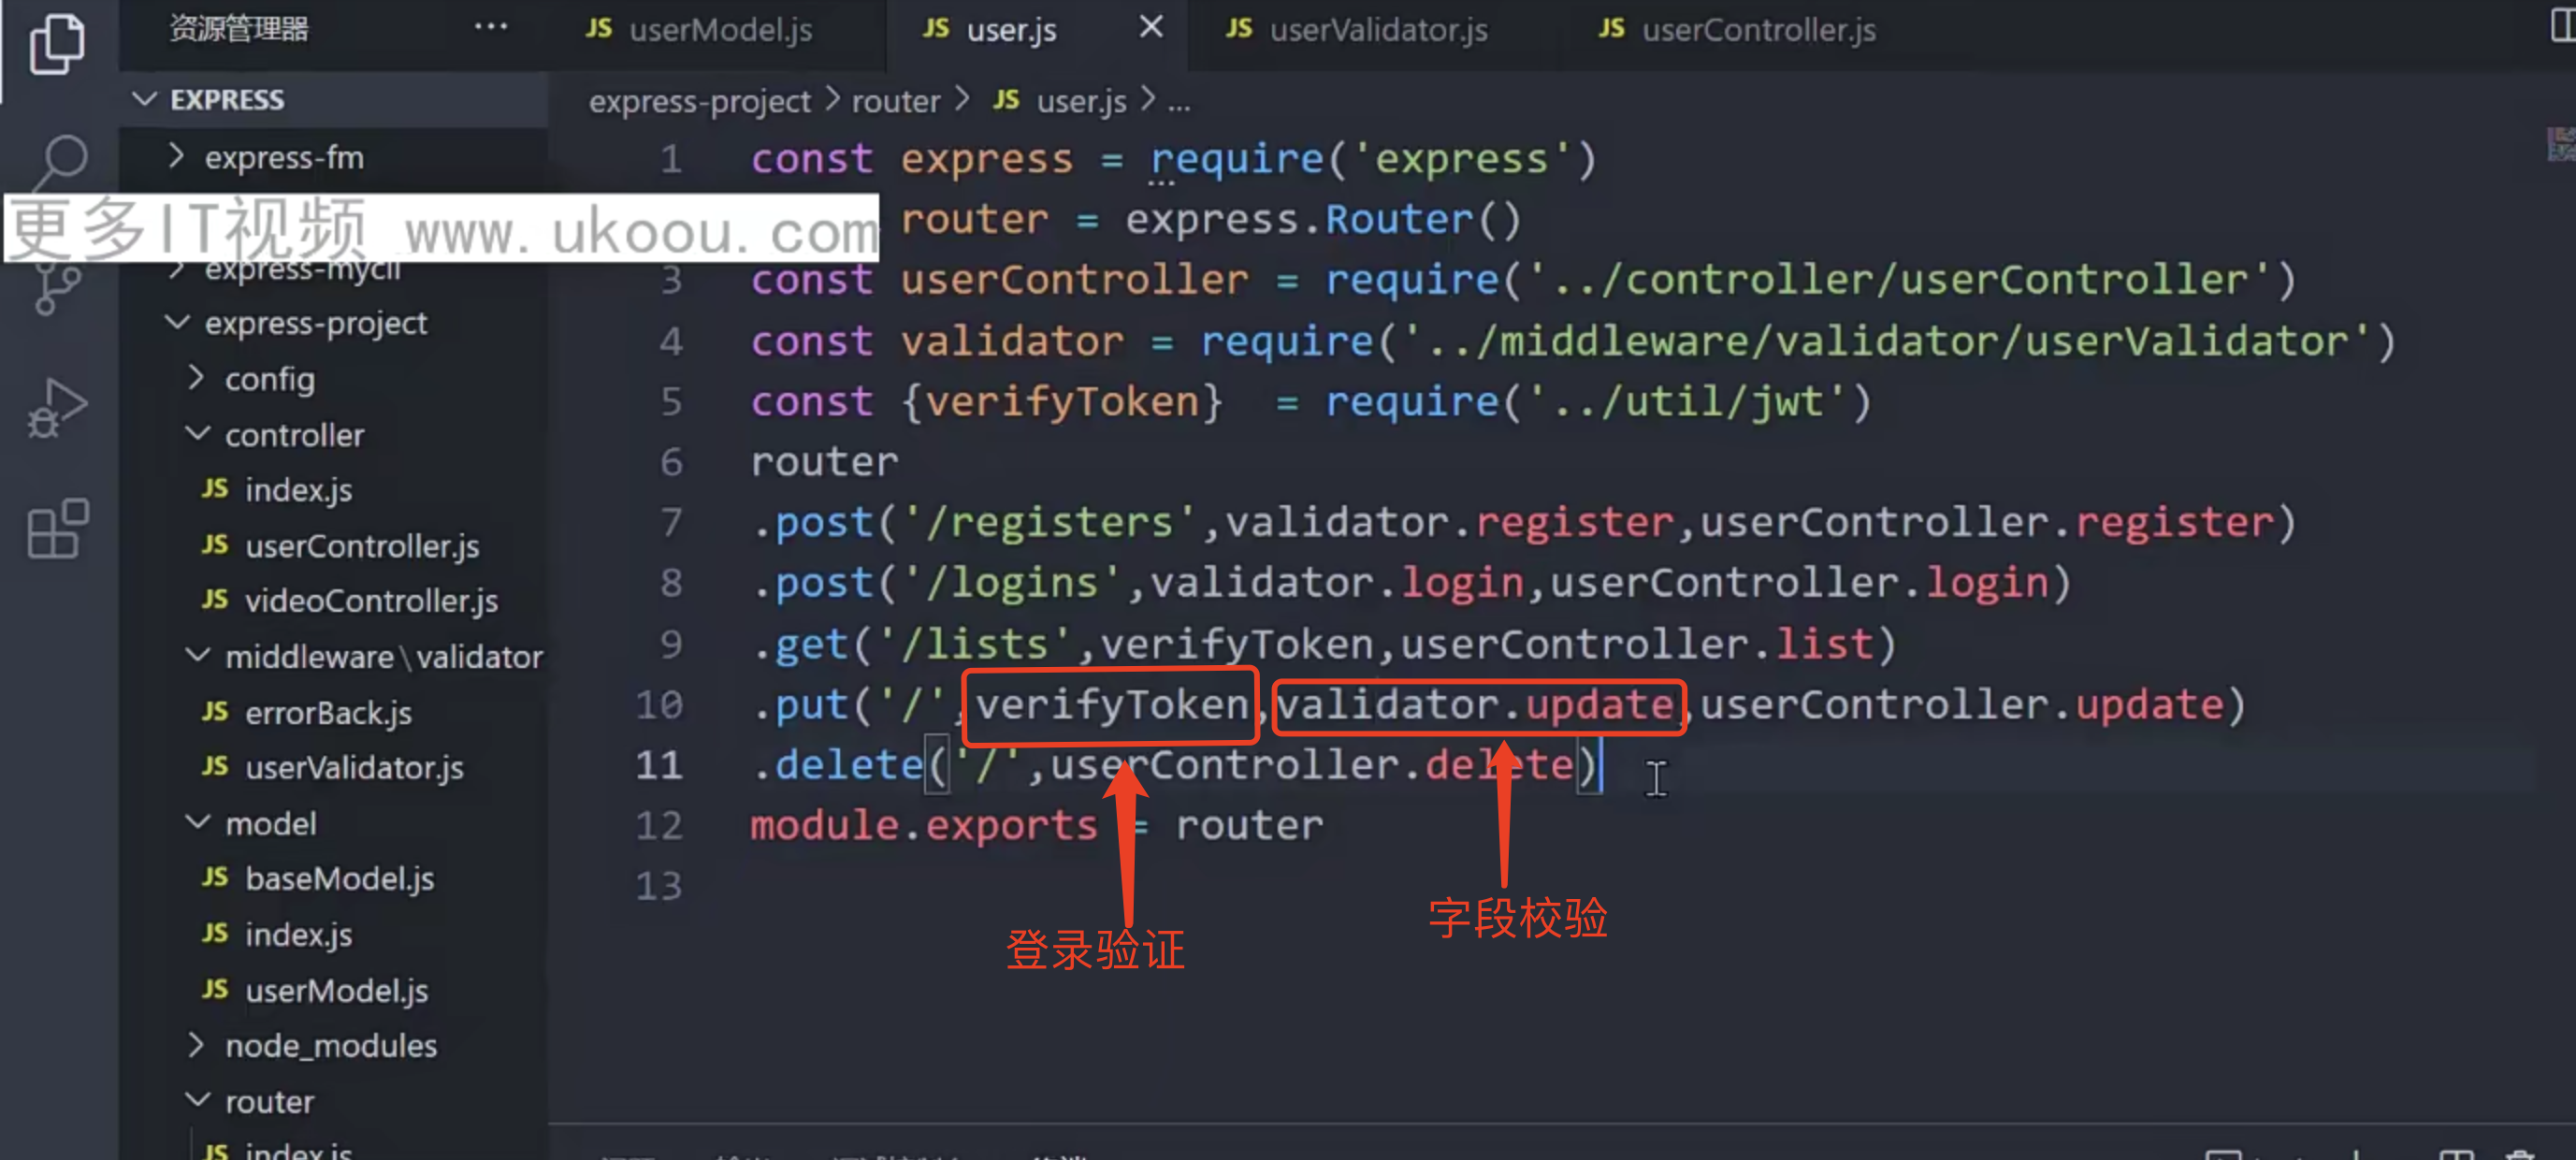 资源管理器 ...
JS userModel.js JS user.js × JS userValidator.js JS userController.js
EXPRESS
express-project > router > JS user.js > ...
express-fm
更多IT视频 www.ukoou.com
express-mycli
express-project
config
controller
JS index.js
JS userController.js
JS videoController.js
middleware\validator
JS errorBack.js
JS userValidator.js
model
JS baseModel.js
JS index.js
JS userModel.js
node_modules
router
JS index.js
1 const express = require('express')
router = express.Router()
3 const userController = require('../controller/userController')
4 const validator = require('../middleware/validator/userValidator')
5 const {verifyToken} = require('../util/jwt')
6 router
7 .post('/registers',validator.register,userController.register)
8 .post('/logins',validator.login,userController.login)
9 .get('/lists',verifyToken,userController.list)
10 .put('/',verifyToken,validator.update,userController.update)
11 .delete('/',userController.delete)
12 module.exports = router
13
登录验证
字段校验